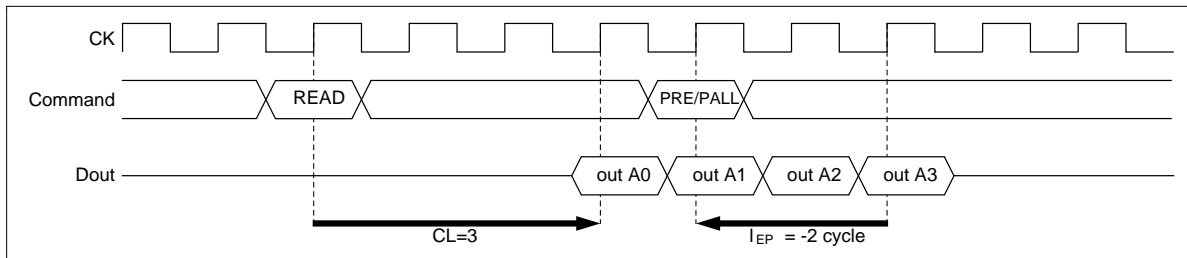 CK
Command READ PRE/PALL
Dout out A0 out A1 out A2 out A3
CL=3 lEP = -2 cycle